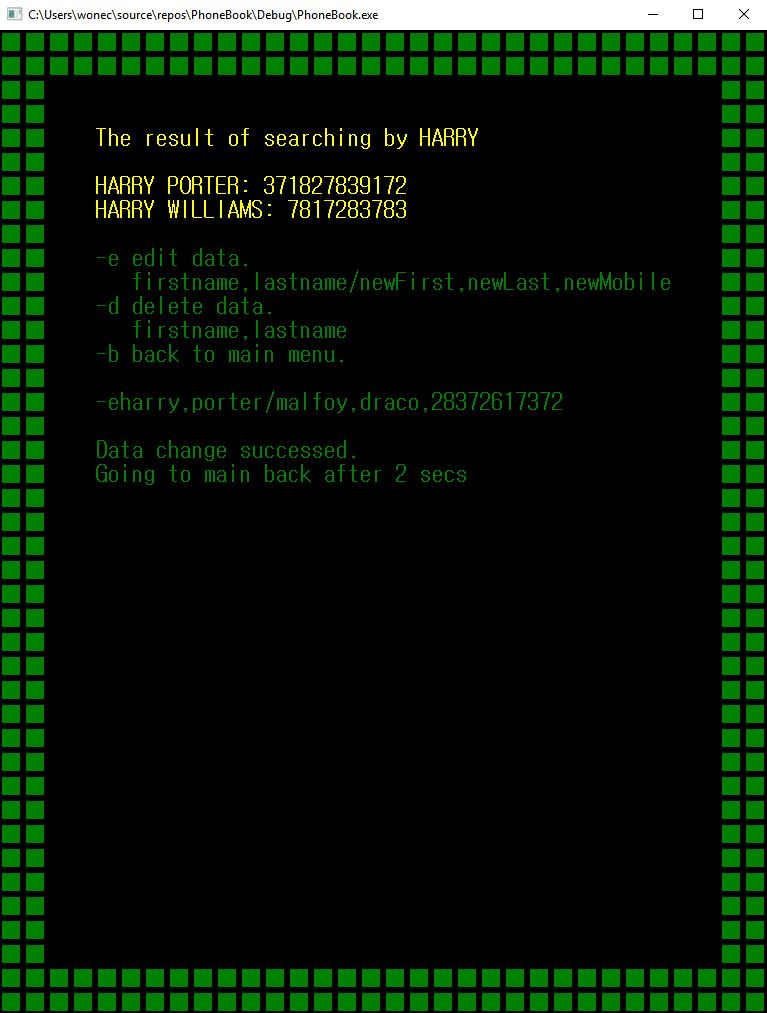 C:\Users\wonec\source\repos\PhoneBook\Debug\PhoneBook.exe
The result of searching by HARRY
HARRY PORTER: 371827839172
HARRY WILLIAMS: 7817283783
-e edit data.
firstname,lastname/newFirst,newLast,newMobile
-d delete data.
firstname,lastname
-b back to main menu.
-eharry,porter/malfoy,draco,28372617372
Data change successed.
Going to main back after 2 secs